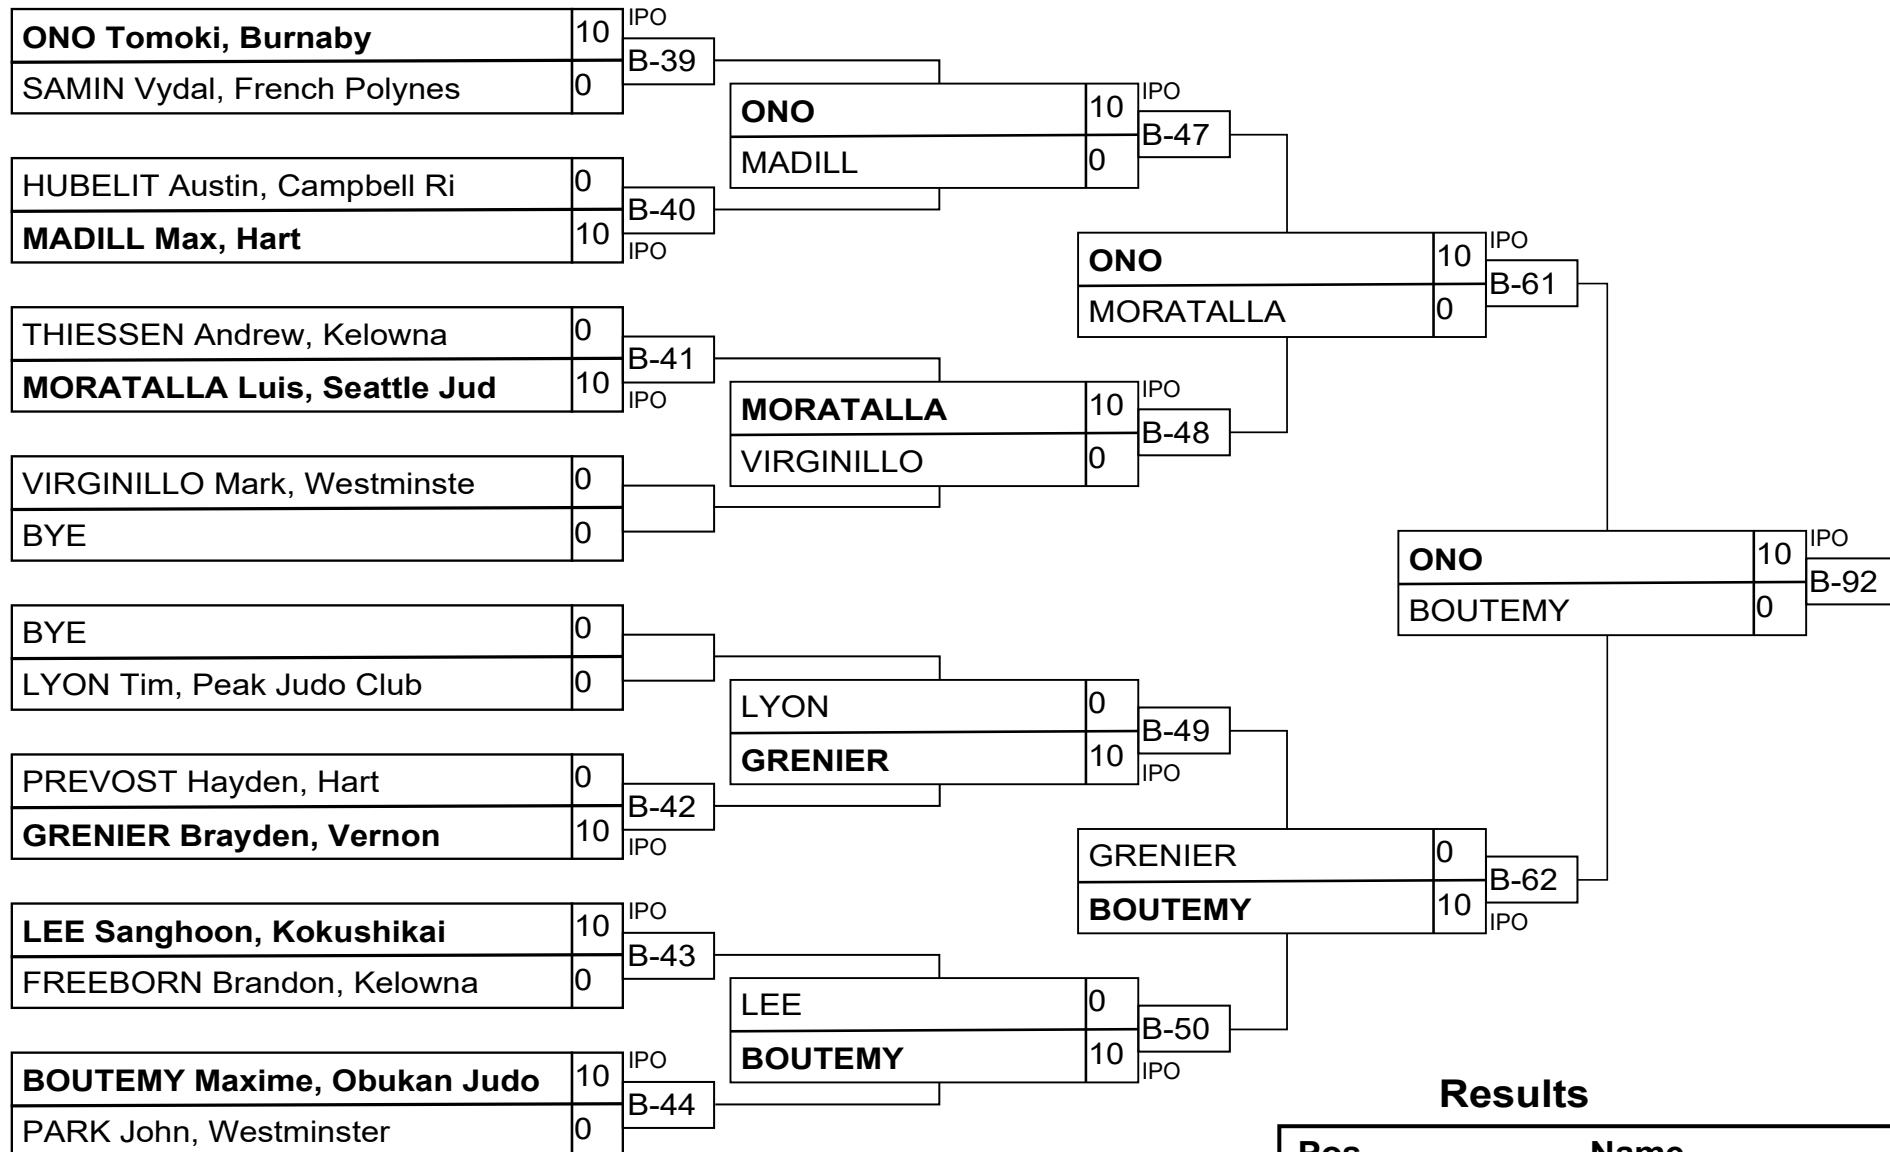 ONO Tomoki, Burnaby 10 IPO
B-39
SAMIN Vydal, French Polynes 0
HUBELIT Austin, Campbell Ri 0
B-40
MADILL Max, Hart 10 IPO
THIESSEN Andrew, Kelowna 0
B-41
MORATALLA Luis, Seattle Jud 10 IPO
VIRGINILLO Mark, Westminste 0
BYE 0
BYE 0
LYON Tim, Peak Judo Club 0
PREVOST Hayden, Hart 0
B-42
GRENIER Brayden, Vernon 10 IPO
LEE Sanghoon, Kokushikai 10 IPO
B-43
FREEBORN Brandon, Kelowna 0
BOUTEMY Maxime, Obukan Judo 10 IPO
B-44
PARK John, Westminster 0
ONO 10 IPO
B-47
MADILL 0
MORATALLA 10 IPO
B-48
VIRGINILLO 0
LYON 0
B-49
GRENIER 10 IPO
LEE 0
B-50
BOUTEMY 10 IPO
ONO 10 IPO
B-61
MORATALLA 0
GRENIER 0
B-62
BOUTEMY 10 IPO
ONO 10 IPO
B-92
BOUTEMY 0
Results
Pos Name